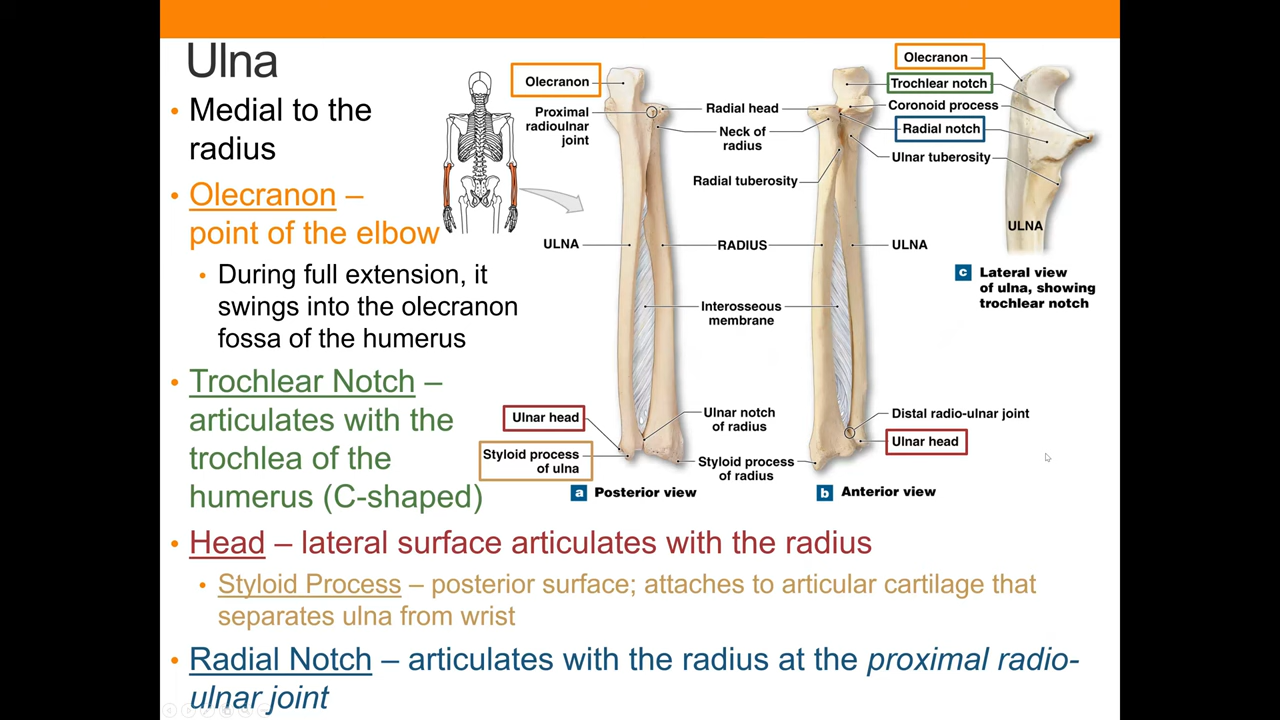 Ulna
• Medial to the
radius
• Olecranon –
point of the elbow
• During full extension, it
swings into the olecranon
fossa of the humerus
• Trochlear Notch –
articulates with the
trochlea of the
humerus (C-shaped)
• Head – lateral surface articulates with the radius
• Styloid Process – posterior surface; attaches to articular cartilage that
separates ulna from wrist
• Radial Notch – articulates with the radius at the proximal radio-
ulnar joint
Olecranon
Proximal
radioulnar
joint
ULNA
Ulnar head
Styloid process
of ulna
a Posterior view
Radial head
Neck of
radius
Radial tuberosity
RADIUS
Interosseous
membrane
Ulnar notch
of radius
Styloid process
of radius
b Anterior view
Olecranon
Trochlear notch
Coronoid process
Radial notch
Ulnar tuberosity
ULNA
Distal radio-ulnar joint
Ulnar head
ULNA
c Lateral view
of ulna, showing
trochlear notch